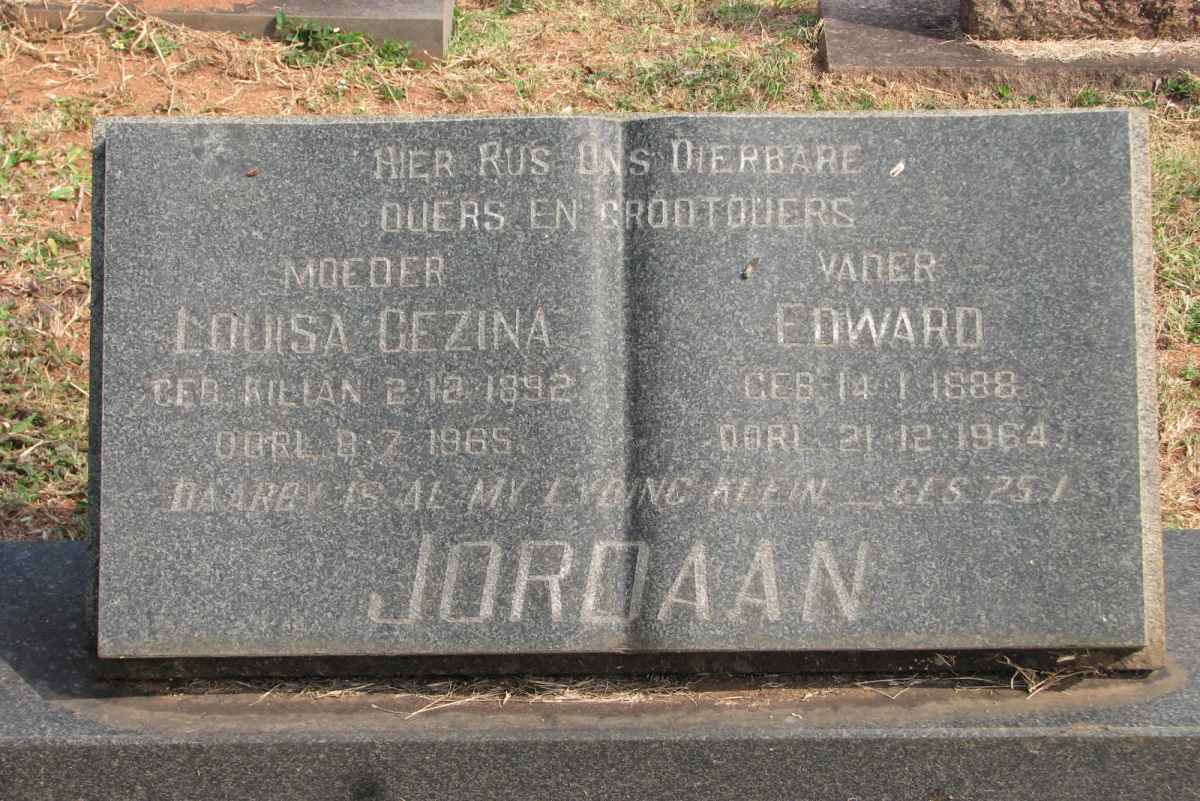 HIER RUS ONS DIERBARE
OUERS EN GROOTOUERS
MOEDER
LOUISA GEZINA
GEB. KILIAN 2-12-1892
OORL. 8-7-1965
VADER
EDWARD
GEB. 14-1-1888
OORL. 21-12-1964
DAARBY IS AL MY LYDING KLEIN __ GES. 25:1
JORDAAN